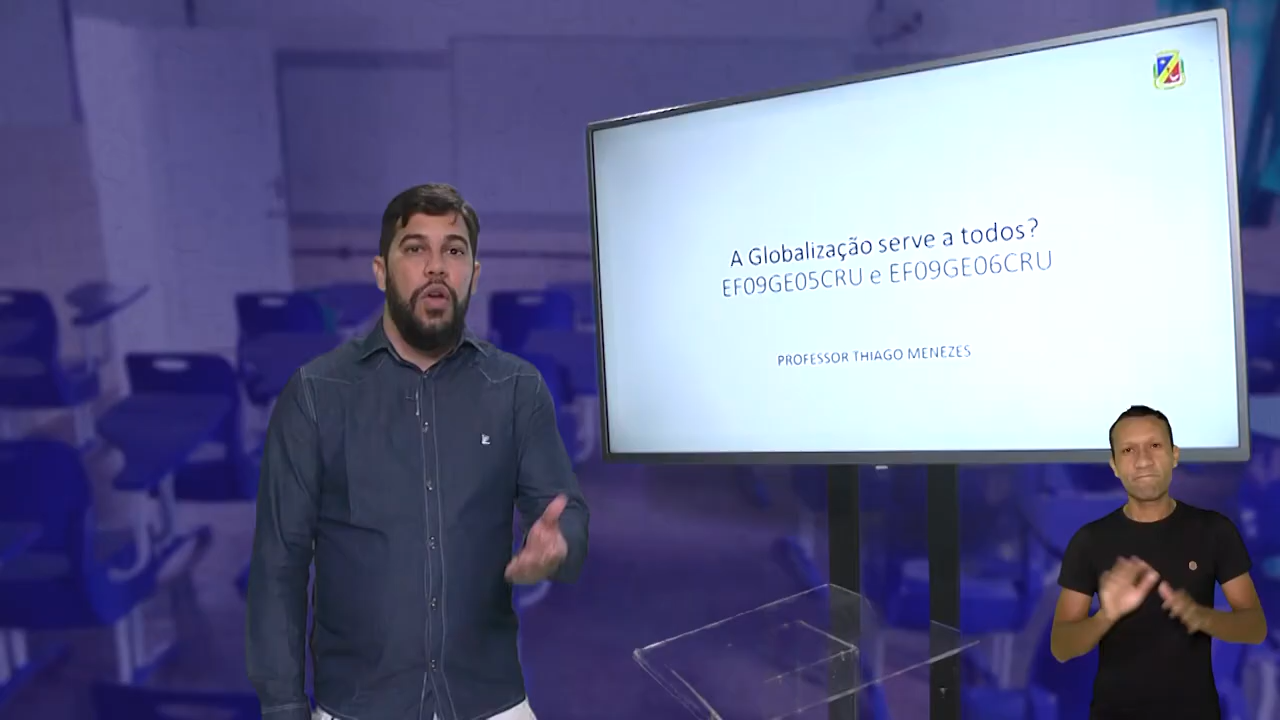 A Globalização serve a todos?
EF09GE05CRU e EF09GE06CRU
PROFESSOR THIAGO MENEZES